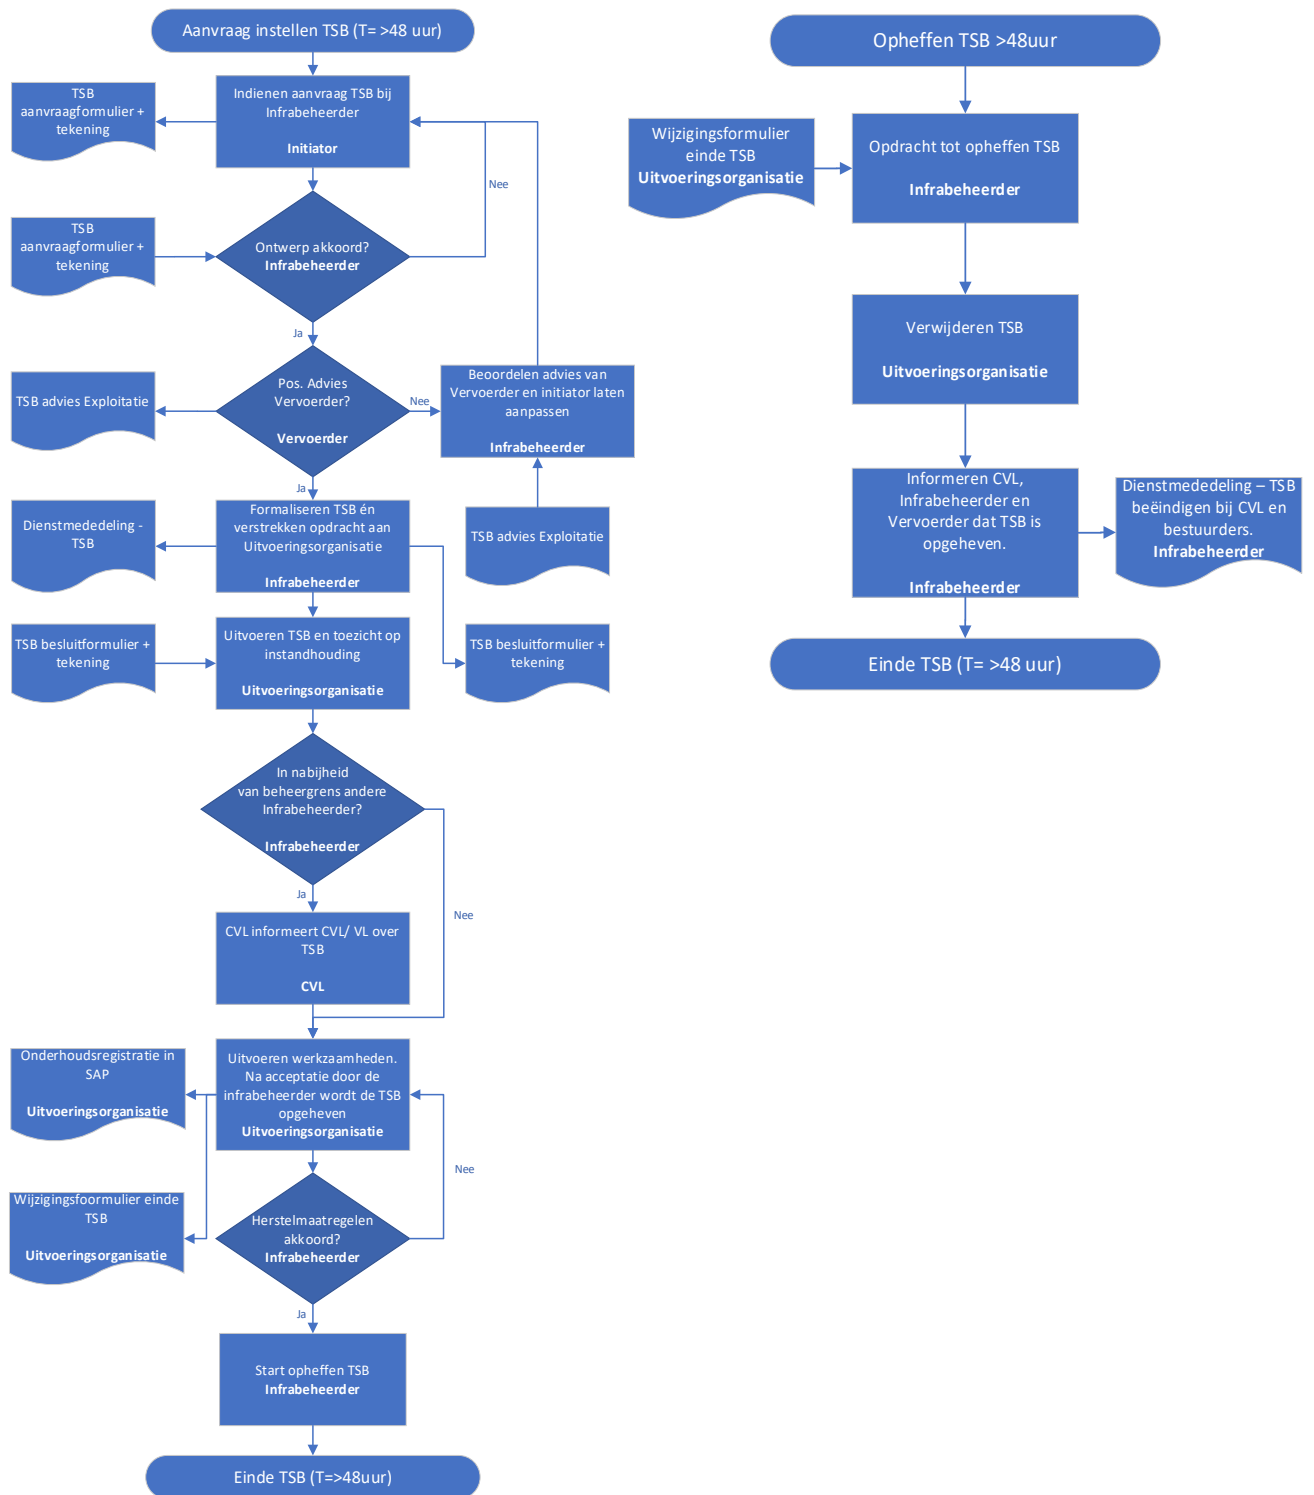 Aanvraag instellen TSB (T= >48 uur)
Indienen aanvraag TSB bij
Infrabeheerder
Initiator
TSB
aanvraagformulier +
tekening
Nee
TSB
aanvraagformulier +
tekening
Ontwerp akkoord?
Infrabeheerder
Ja
Pos. Advies
Vervoerder?
Vervoerder
TSB advies Exploitatie
Nee
Beoordelen advies van
Vervoerder en initiator laten
aanpassen
Infrabeheerder
TSB advies Exploitatie
Ja
Formaliseren TSB én
verstrekken opdracht aan
Uitvoeringsorganisatie
Infrabeheerder
Dienstmededeling -
TSB
TSB besluitformulier +
tekening
Uitvoeren TSB en toezicht op
instandhouding
Uitvoeringsorganisatie
TSB besluitformulier +
tekening
In nabijheid
van beheergrens andere
Infrabeheerder?
Infrabeheerder
Ja
Nee
CVL informeert CVL/ VL over
TSB
CVL
Uitvoeren werkzaamheden.
Na acceptatie door de
infrabeheerder wordt de TSB
opgeheven
Uitvoeringsorganisatie
Onderhoudsregistratie in
SAP
Uitvoeringsorganisatie
Nee
Wijzigingsfoormulier einde
TSB
Uitvoeringsorganisatie
Herstelmaatregelen
akkoord?
Infrabeheerder
Ja
Start opheffen TSB
Infrabeheerder
Einde TSB (T=>48uur)
Opheffen TSB >48uur
Wijzigingsformulier
einde TSB
Uitvoeringsorganisatie
Opdracht tot opheffen TSB
Infrabeheerder
Verwijderen TSB
Uitvoeringsorganisatie
Informeren CVL,
Infrabeheerder en
Vervoerder dat TSB is
opgeheven.
Infrabeheerder
Dienstmededeling – TSB
beëindigen bij CVL en
bestuurders.
Infrabeheerder
Einde TSB (T= >48 uur)